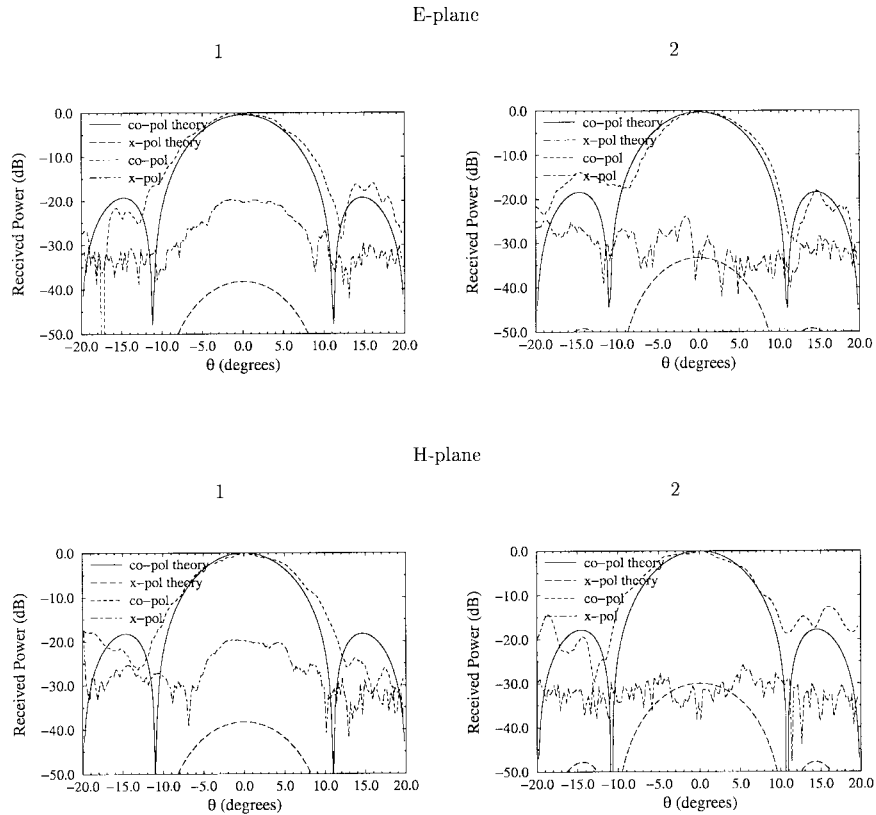 E-plane
1
2
0.0
−10.0
−20.0
−30.0
−40.0
−50.0
Received Power (dB)
co−pol theory
x−pol theory
co−pol
x−pol
−20.0 −15.0 −10.0 −5.0 0.0 5.0 10.0 15.0 20.0
θ (degrees)
0.0
−10.0
−20.0
−30.0
−40.0
−50.0
Received Power (dB)
co−pol theory
x−pol theory
co−pol
x−pol
−20.0 −15.0 −10.0 −5.0 0.0 5.0 10.0 15.0 20.0
θ (degrees)
H-plane
1
2
0.0
−10.0
−20.0
−30.0
−40.0
−50.0
Received Power (dB)
co−pol theory
x−pol theory
co−pol
x−pol
−20.0 −15.0 −10.0 −5.0 0.0 5.0 10.0 15.0 20.0
θ (degrees)
0.0
−10.0
−20.0
−30.0
−40.0
−50.0
Received Power (dB)
co−pol theory
x−pol theory
co−pol
x−pol
−20.0 −15.0 −10.0 −5.0 0.0 5.0 10.0 15.0 20.0
θ (degrees)